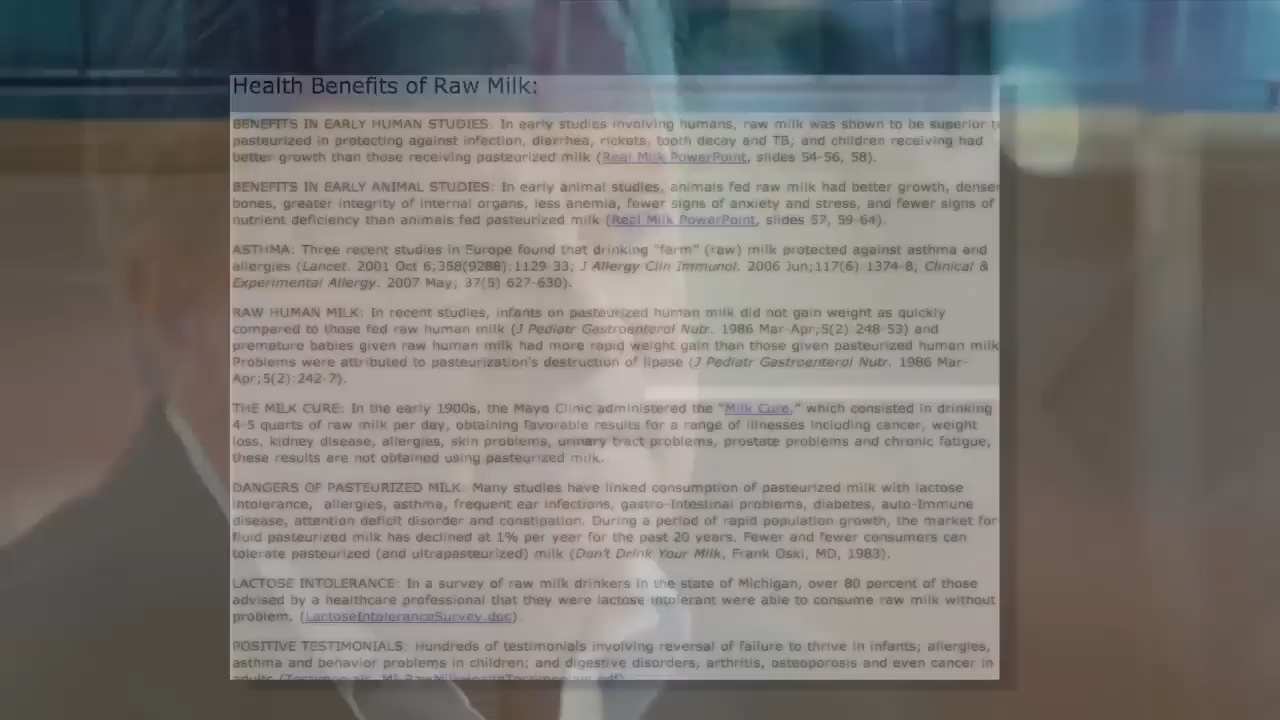 Health Benefits of Raw Milk:
BENEFITS IN EARLY HUMAN STUDIES: In early studies involving humans, raw milk was shown to be superior
pasteurized in protecting against infection, diarrhea, rickets, tooth decay and TB; and children receiving had
better growth than those receiving pasteurized milk (Real Milk PowerPoint, slides 54-56, 58).
BENEFITS IN EARLY ANIMAL STUDIES: In early animal studies, animals fed raw milk had better growth, denser
bones, greater integrity of internal organs, less anemia, fewer signs of anxiety and stress, and fewer signs of
nutrient deficiency than animals fed pasteurized milk (Real Milk PowerPoint, slides 57, 59-64).
ASTHMA: Three recent studies in Europe found that drinking "farm" (raw) milk protected against asthma and
allergies (Lancet. 2001 Oct 6;358(9288):1129-33; J Allergy Clin Immunol. 2006 Jun;117(6):1374-8; Clinical &
Experimental Allergy. 2007 May; 37(5) 627-630).
RAW HUMAN MILK: In recent studies, infants on pasteurized human milk did not gain weight as quickly
compared to those fed raw human milk (J Pediatr Gastroenterol Nutr. 1986 Mar-Apr;5(2) 248-53) and
premature babies given raw human milk had more rapid weight gain than those given pasteurized human milk
Problems were attributed to pasteurization's destruction of lipase (J Pediatr Gastroenterol Nutr. 1986 Mar-
Apr;5(2):242-7).
THE MILK CURE: In the early 1900s, the Mayo Clinic administered the "Milk Cure," which consisted in drinking
4-5 quarts of raw milk per day, obtaining favorable results for a range of illnesses including cancer, weight
loss, kidney disease, allergies, skin problems, urinary tract problems, prostate problems and chronic fatigue,
these results are not obtained using pasteurized milk.
DANGERS OF PASTEURIZED MILK: Many studies have linked consumption of pasteurized milk with lactose
intolerance, allergies, asthma, frequent ear infections, gastro-Intestinal problems, diabetes, auto-Immune
disease, attention deficit disorder and constipation. During a period of rapid population growth, the market for
fluid pasteurized milk has declined at 1% per year for the past 20 years. Fewer and fewer consumers can
tolerate pasteurized (and ultrapasteurized) milk (Don't Drink Your Milk, Frank Oski, MD, 1983).
LACTOSE INTOLERANCE: In a survey of raw milk drinkers in the state of Michigan, over 80 percent of those
advised by a healthcare professional that they were lactose intolerant were able to consume raw milk without
problem. (LactoseIntoleranceSurvey.doc)
POSITIVE TESTIMONIALS: Hundreds of testimonials involving reversal of failure to thrive in infants; allergies,
asthma and behavior problems in children; and digestive disorders, arthritis, osteoporosis and even cancer in